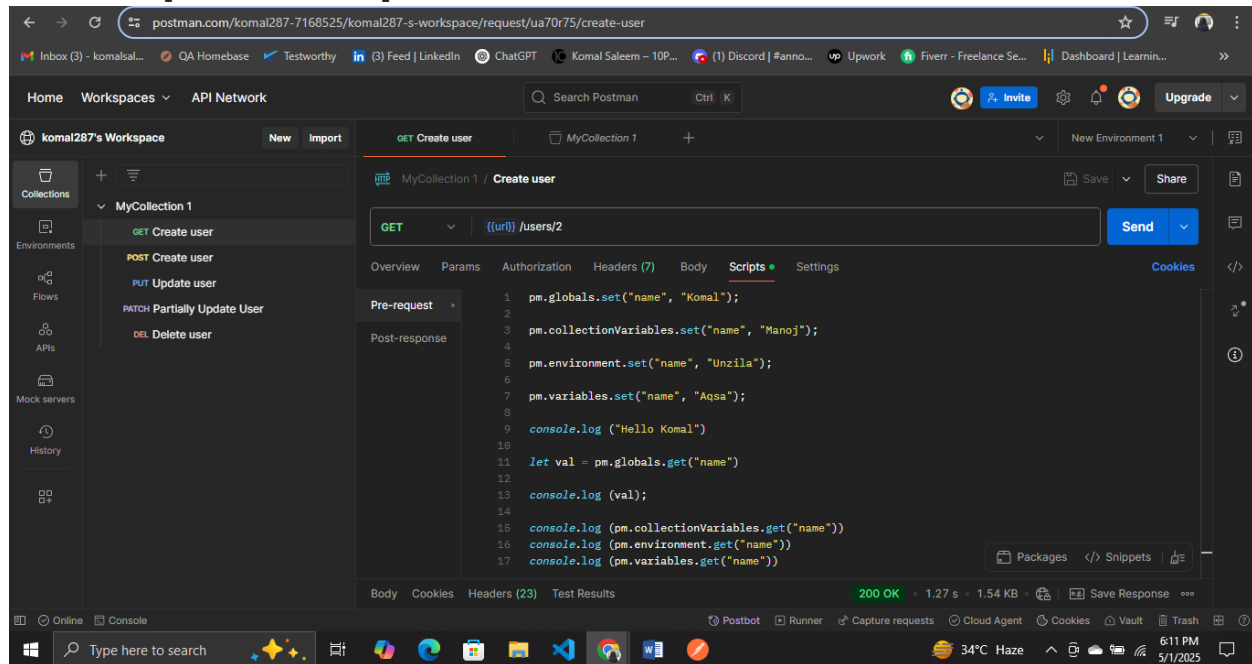 postman.com/komal287-7168525/komal287-s-workspace/request/ua70r75/create-user
Inbox (3) - komalsal... QA Homebase Testworthy (3) Feed | LinkedIn ChatGPT Komal Saleem – 10P... (1) Discord | #anno... Upwork Fiverr - Freelance Se... Dashboard | Learnin... »
Home Workspaces API Network Search Postman Ctrl K Invite Upgrade
komal287's Workspace New Import GET Create user MyCollection 1 + New Environment 1
Collections
Environments
Flows
APIs
Mock servers
History
MyCollection 1
GET Create user
POST Create user
PUT Update user
PATCH Partially Update User
DEL Delete user
HTTP MyCollection 1 / Create user Save Share
GET {{url}} /users/2 Send
Overview Params Authorization Headers (7) Body Scripts Settings Cookies
Pre-request
Post-response
1 pm.globals.set("name", "Komal");
2
3 pm.collectionVariables.set("name", "Manoj");
4
5 pm.environment.set("name", "Unzila");
6
7 pm.variables.set("name", "Aqsa");
8
9 console.log ("Hello Komal")
10
11 let val = pm.globals.get("name")
12
13 console.log (val);
14
15 console.log (pm.collectionVariables.get("name"))
16 console.log (pm.environment.get("name"))
17 console.log (pm.variables.get("name"))
Packages </> Snippets
Body Cookies Headers (23) Test Results 200 OK 1.27 s 1.54 KB Save Response
Online Console Postbot Runner Capture requests Cloud Agent Cookies Vault Trash
Type here to search 34°C Haze 6:11 PM
5/1/2025